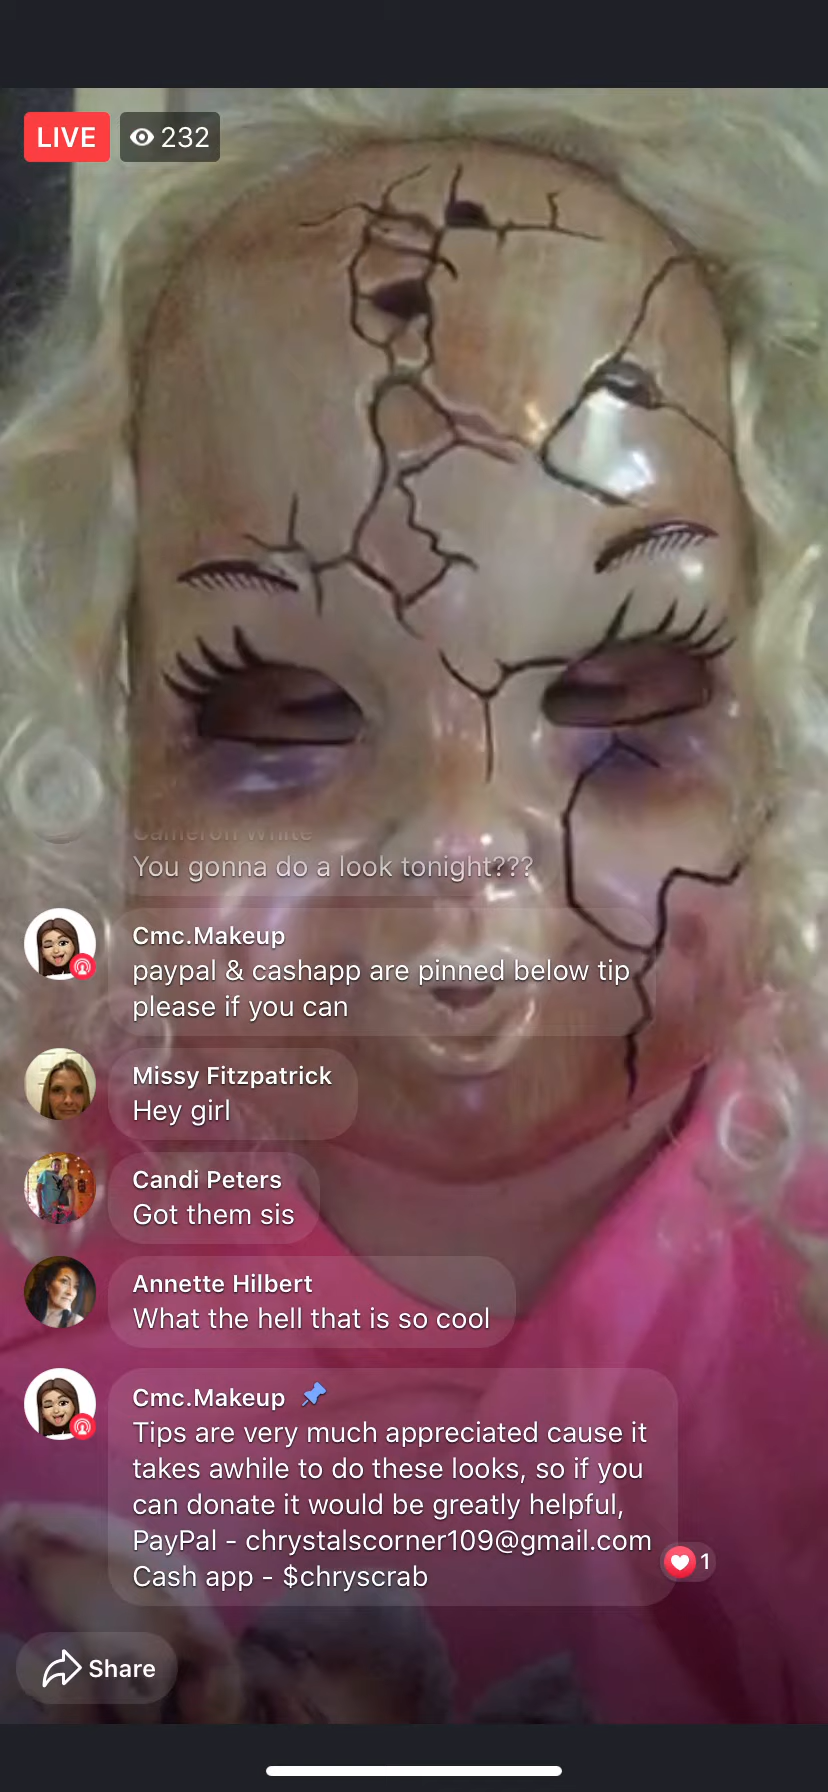 LIVE
232
Cameron White
You gonna do a look tonight???
Cmc.Makeup
paypal & cashapp are pinned below tip
please if you can
Missy Fitzpatrick
Hey girl
Candi Peters
Got them sis
Annette Hilbert
What the hell that is so cool
Cmc.Makeup
Tips are very much appreciated cause it
takes awhile to do these looks, so if you
can donate it would be greatly helpful,
PayPal - chrystalscorner109@gmail.com
Cash app - $chryscrab
1
Share